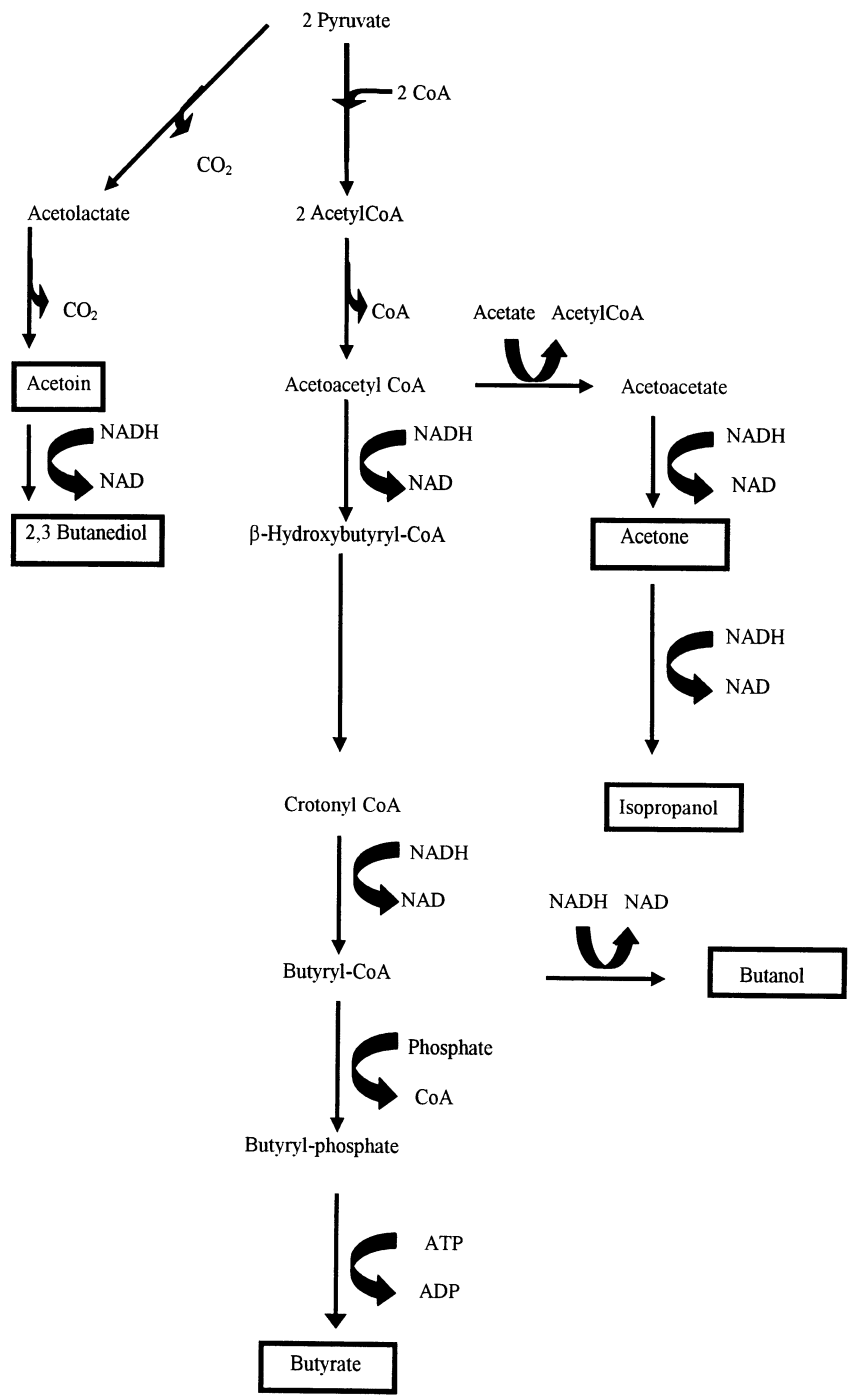 2 Pyruvate
2 CoA
CO2
Acetolactate
2 AcetylCoA
CO2
CoA
Acetate AcetylCoA
Acetoin
Acetoacetyl CoA
Acetoacetate
NADH
NAD
NADH
NAD
NADH
NAD
2,3 Butanediol
β-Hydroxybutyryl-CoA
Acetone
NADH
NAD
Crotonyl CoA
Isopropanol
NADH
NAD
NADH NAD
Butyryl-CoA
Butanol
Phosphate
CoA
Butyryl-phosphate
ATP
ADP
Butyrate